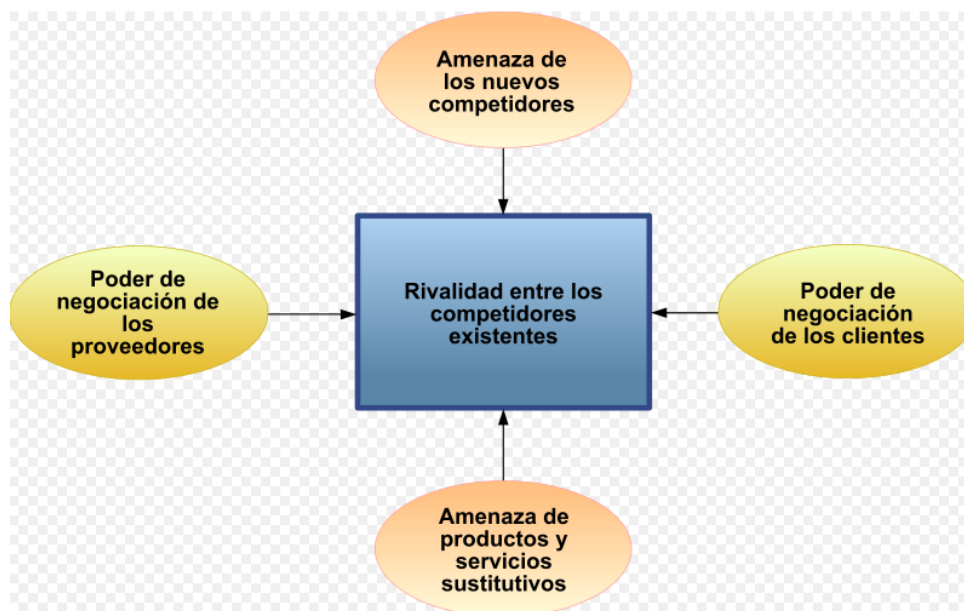 Amenaza de
los nuevos
competidores
Poder de
negociación de
los
proveedores
Rivalidad entre los
competidores
existentes
Poder de
negociación
de los clientes
Amenaza de
productos y
servicios
sustitutivos